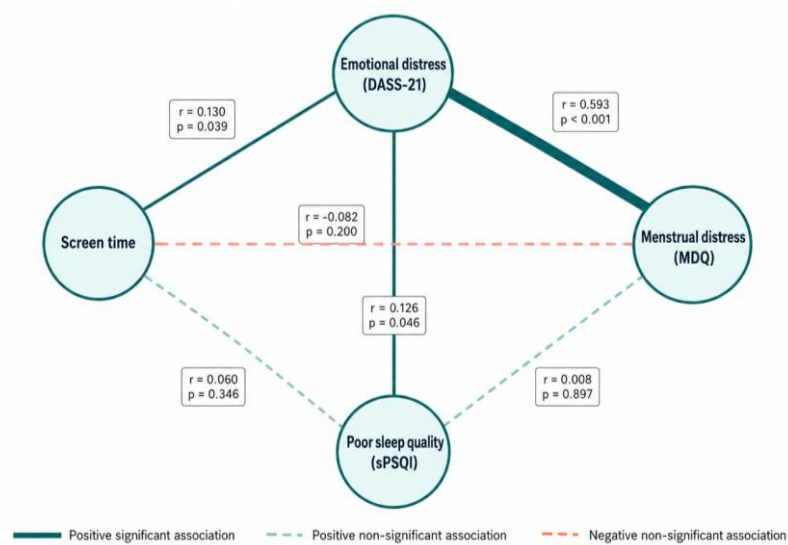 Emotional distress
(DASS-21)
r = 0.130
p = 0.039
r = 0.593
p < 0.001
Screen time
r = -0.082
p = 0.200
Menstrual distress
(MDQ)
r = 0.126
p = 0.046
r = 0.060
p = 0.346
r = 0.008
p = 0.897
Poor sleep quality
(sPSQI)
Positive significant association
Positive non-significant association
Negative non-significant association